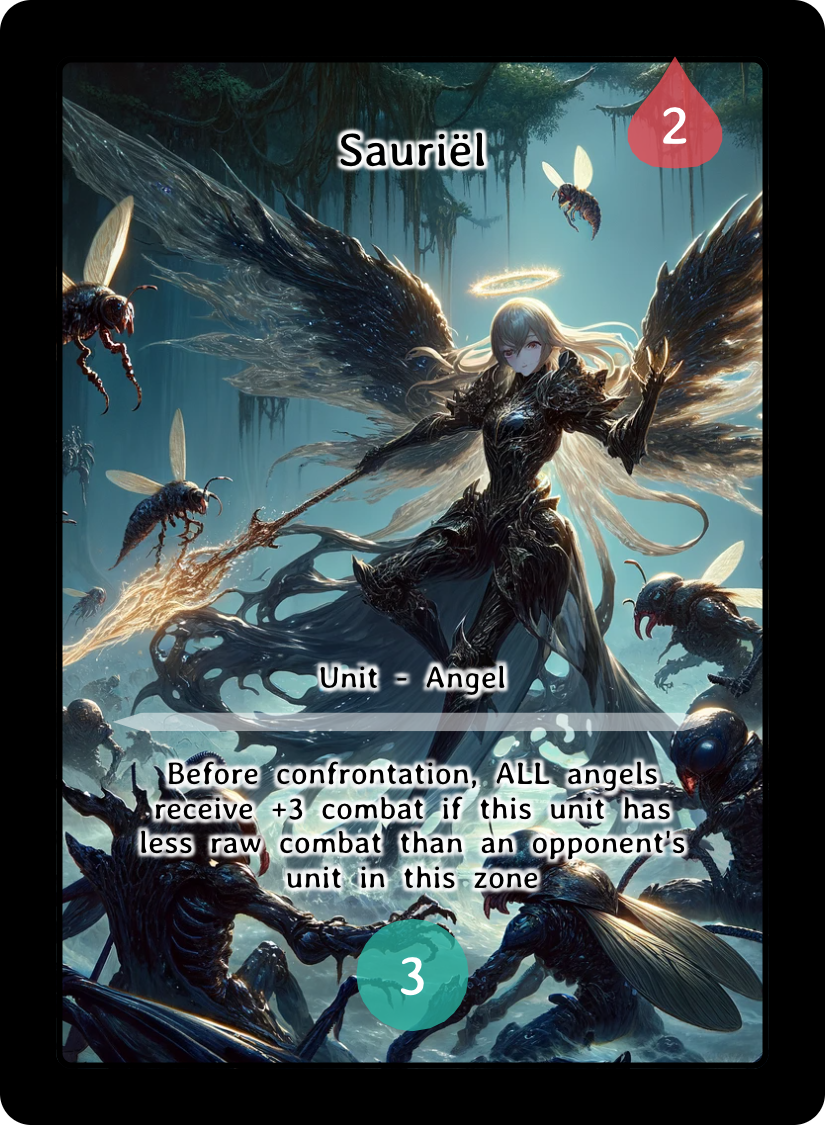 2
Sauriël
Unit - Angel
Before confrontation, ALL angels
receive +3 combat if this unit has
less raw combat than an opponent's
unit in this zone
3